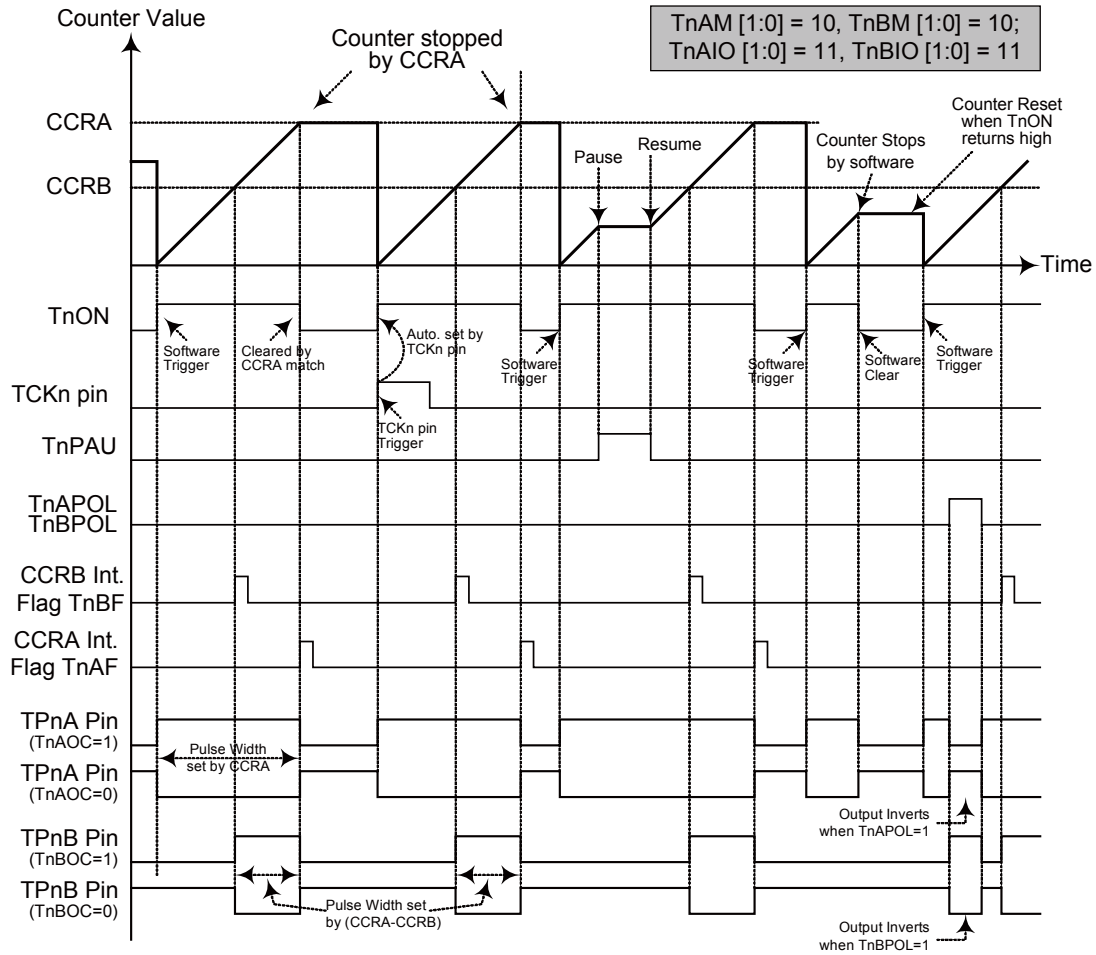 Counter Value
TnAM [1:0] = 10, TnBM [1:0] = 10;
TnAIO [1:0] = 11, TnBIO [1:0] = 11
Counter stopped
by CCRA
Counter Reset
when TnON
returns high
CCRA
Counter Stops
by software
Pause
Resume
CCRB
Time
TnON
Software
Trigger
Cleared by
CCRA match
Auto. set by
TCKn pin
Software
Trigger
Software
Trigger
Software
Clear
Software
Trigger
TCKn pin
TCKn pin
Trigger
TnPAU
TnAPOL
TnBPOL
CCRB Int.
Flag TnBF
CCRA Int.
Flag TnAF
TPnA Pin
(TnAOC=1)
Pulse Width
set by CCRA
TPnA Pin
(TnAOC=0)
Output Inverts
when TnAPOL=1
TPnB Pin
(TnBOC=1)
TPnB Pin
(TnBOC=0)
Pulse Width set
by (CCRA-CCRB)
Output Inverts
when TnBPOL=1